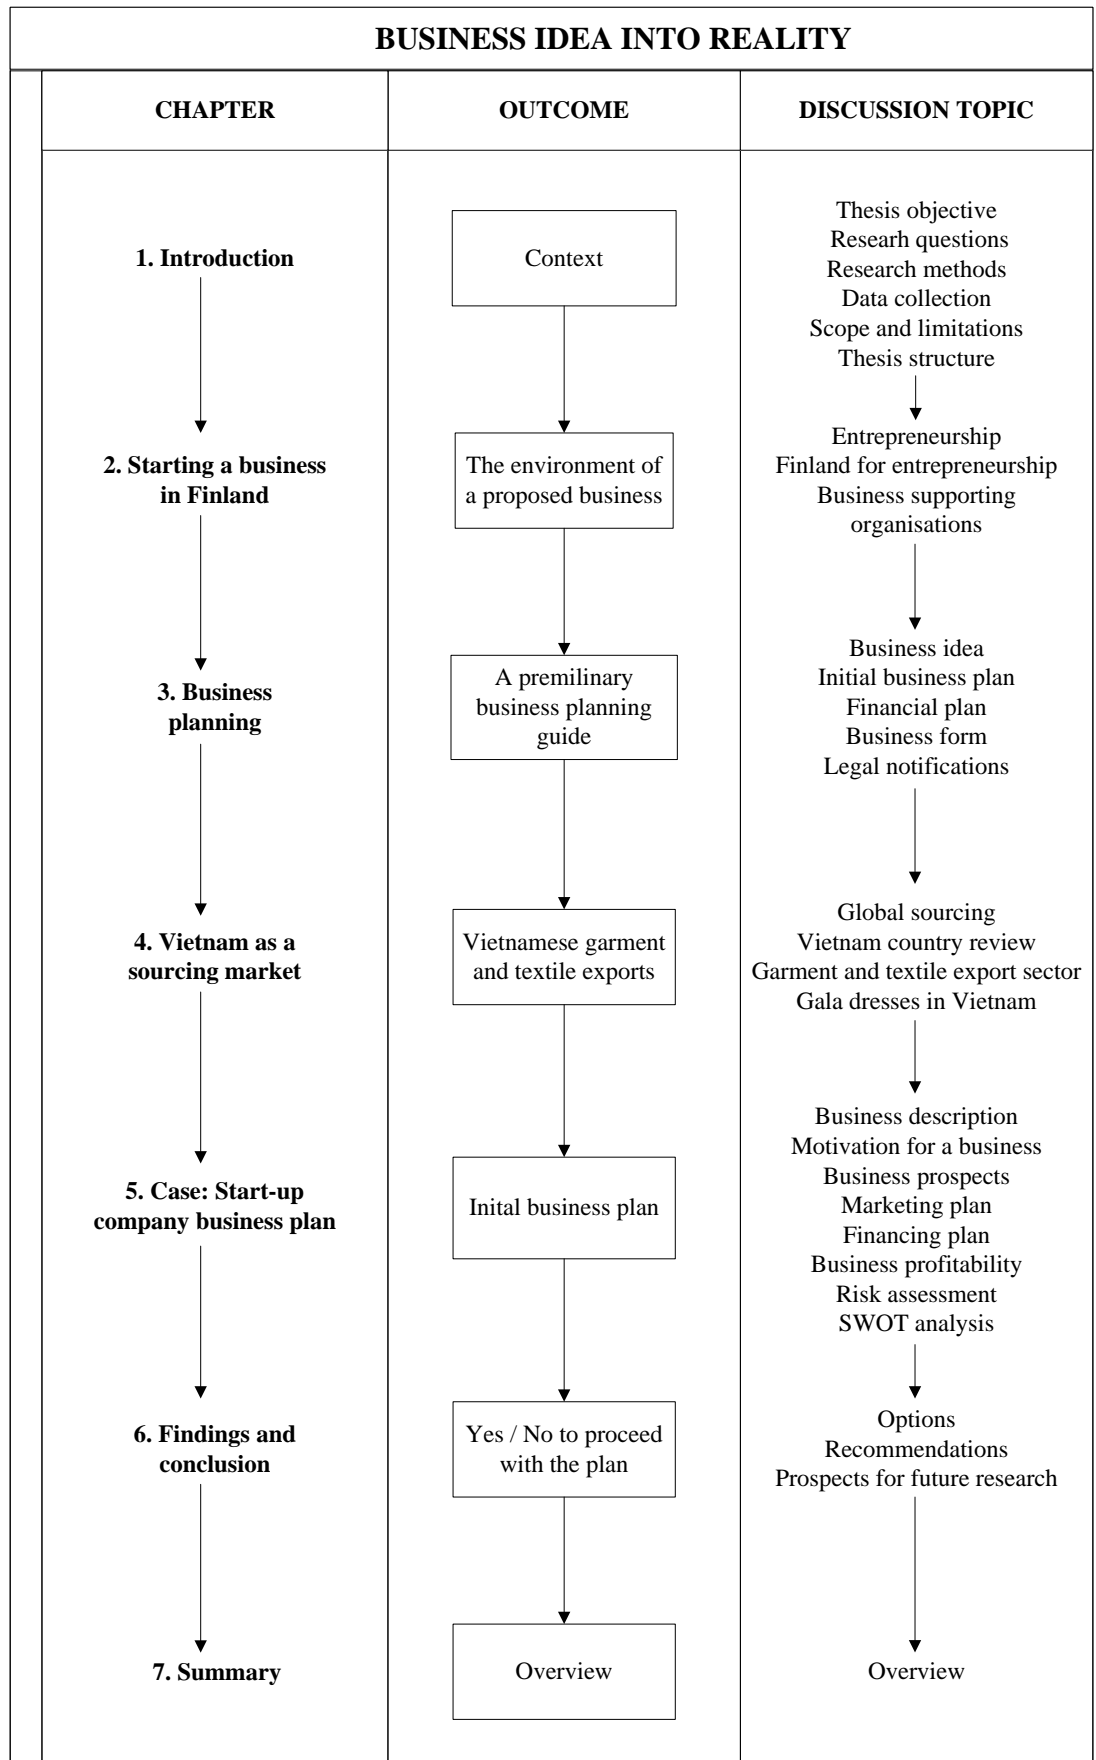 BUSINESS IDEA INTO REALITY
CHAPTER
OUTCOME
DISCUSSION TOPIC
1. Introduction
Context
Thesis objective
Researh questions
Research methods
Data collection
Scope and limitations
Thesis structure
2. Starting a business
in Finland
The environment of
a proposed business
Entrepreneurship
Finland for entrepreneurship
Business supporting
organisations
3. Business
planning
A premilinary
business planning
guide
Business idea
Initial business plan
Financial plan
Business form
Legal notifications
4. Vietnam as a
sourcing market
Vietnamese garment
and textile exports
Global sourcing
Vietnam country review
Garment and textile export sector
Gala dresses in Vietnam
5. Case: Start-up
company business plan
Inital business plan
Business description
Motivation for a business
Business prospects
Marketing plan
Financing plan
Business profitability
Risk assessment
SWOT analysis
6. Findings and
conclusion
Yes / No to proceed
with the plan
Options
Recommendations
Prospects for future research
7. Summary
Overview
Overview